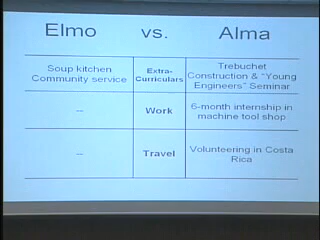 Elmo vs. Alma
Soup kitchen
Community service
Extra-
Curriculars
Trebuchet
Construction & "Young
Engineers" Seminar
--
Work
6-month internship in
machine tool shop
--
Travel
Volunteering in Costa
Rica